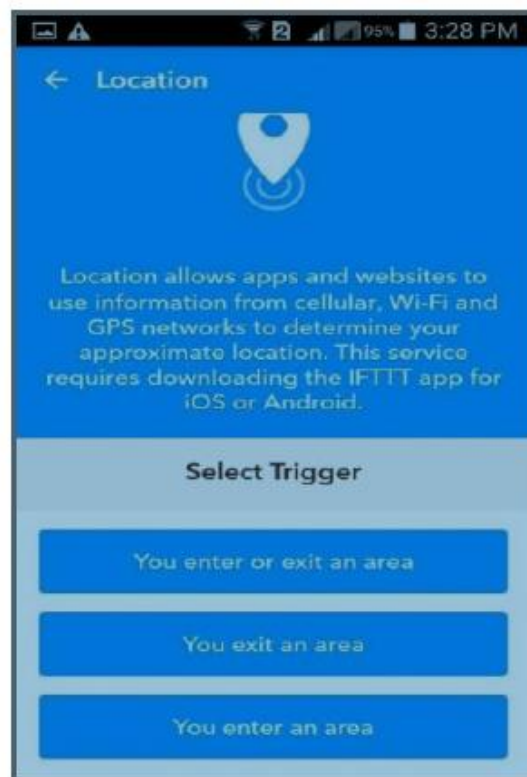 2 95% 3:28 PM
← Location
Location allows apps and websites to
use information from cellular, Wi-Fi and
GPS networks to determine your
approximate location. This service
requires downloading the IFTTT app for
iOS or Android.
Select Trigger
You enter or exit an area
You exit an area
You enter an area